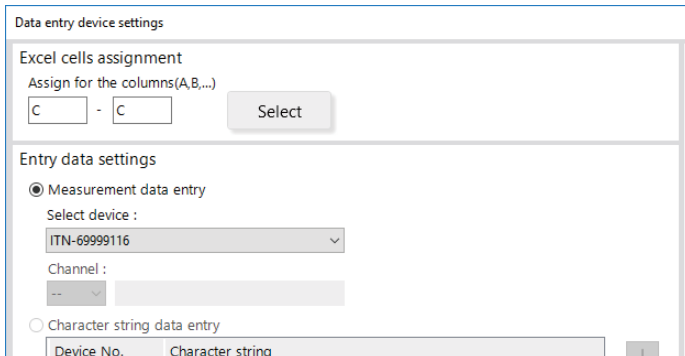 Data entry device settings
Excel cells assignment
Assign for the columns(A,B,...)
C - C Select
Entry data settings
Measurement data entry
Select device :
ITN-69999116
Channel :
--
Character string data entry
Device No. Character string